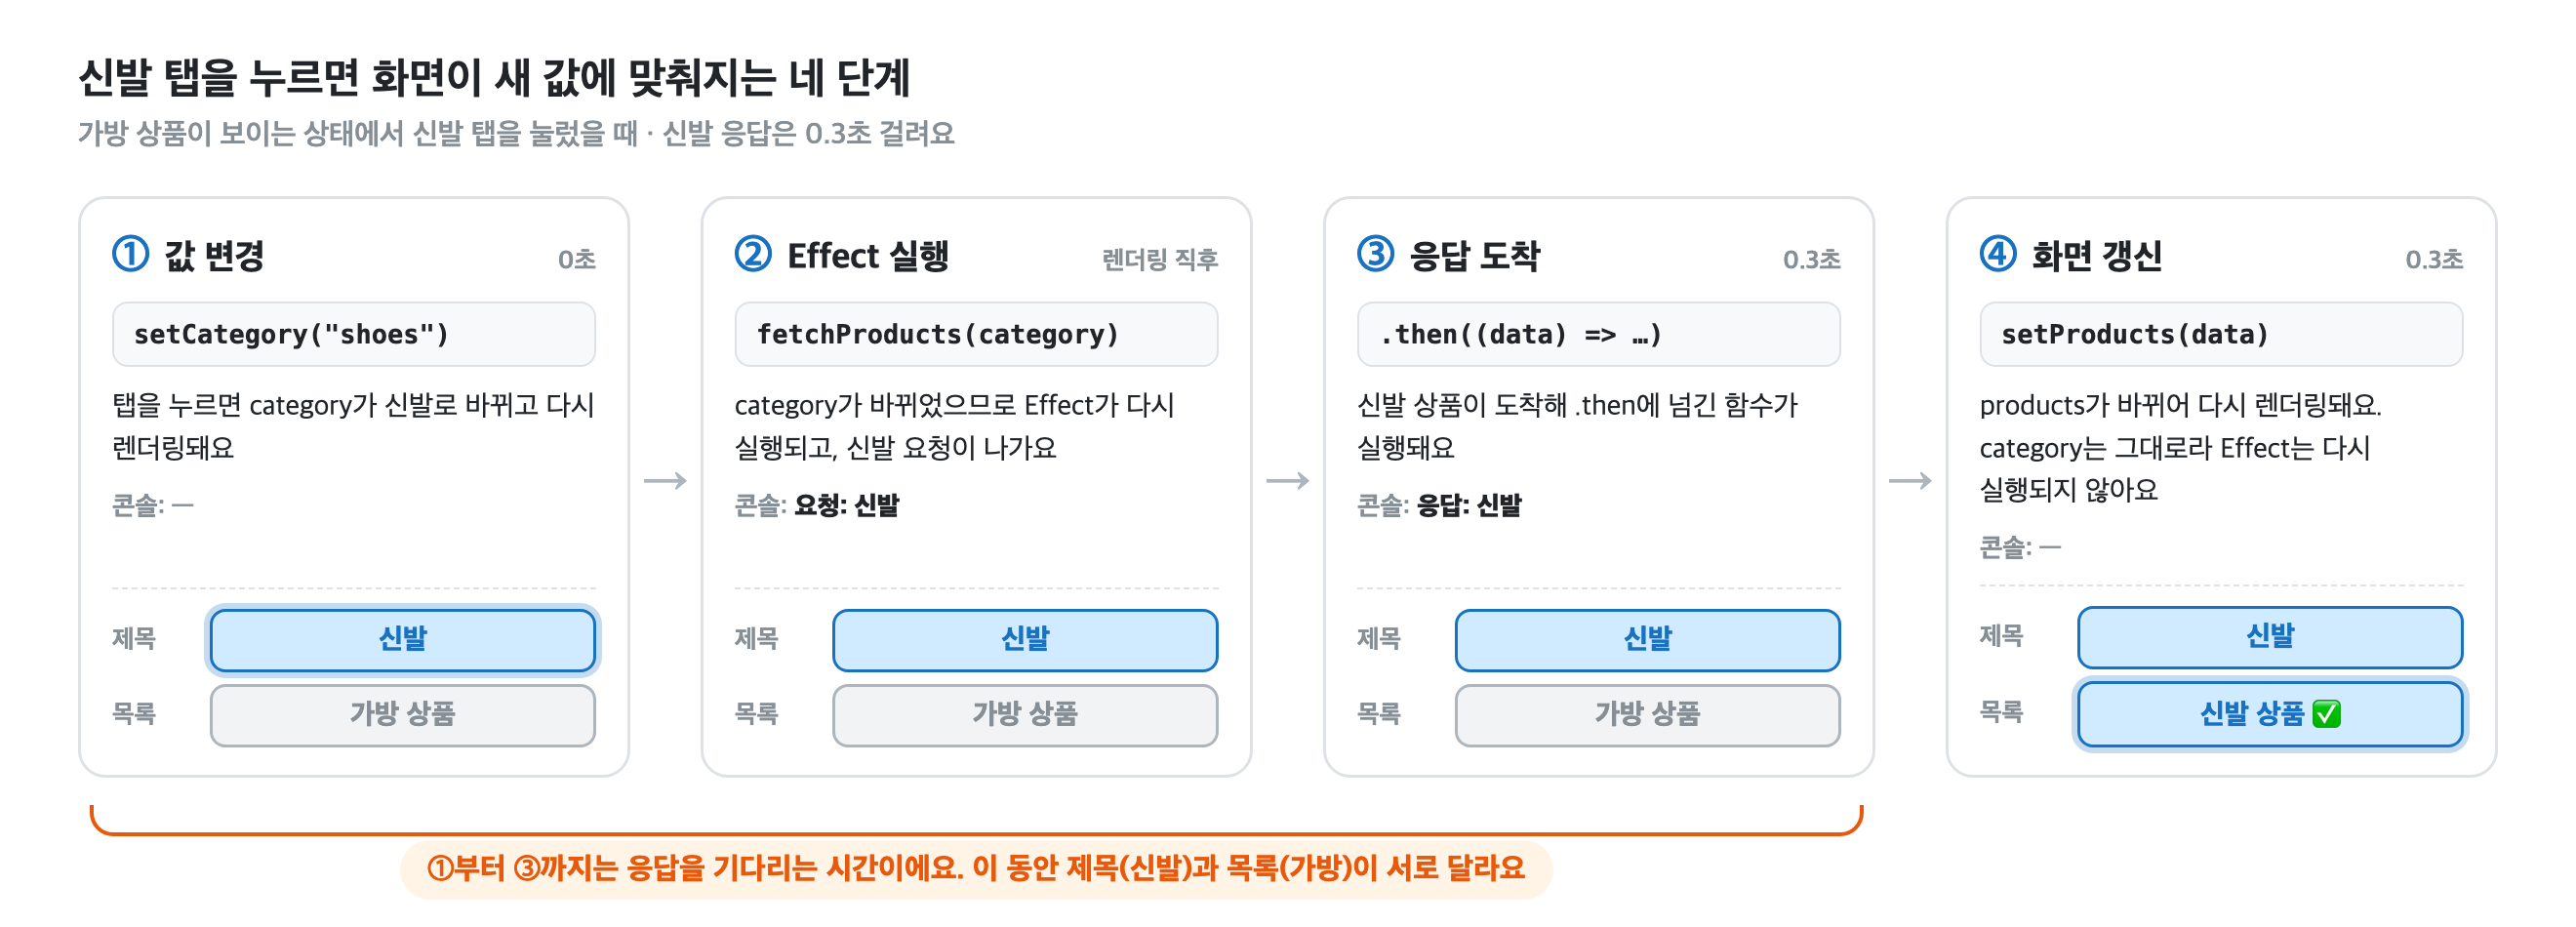 신발 탭을 누르면 화면이 새 값에 맞춰지는 네 단계
가방 상품이 보이는 상태에서 신발 탭을 눌렀을 때 · 신발 응답은 0.3초 걸려요
① 값 변경 0초
setCategory("shoes")
탭을 누르면 category가 신발로 바뀌고 다시
렌더링돼요
콘솔: —
제목 신발
목록 가방 상품
→
② Effect 실행 렌더링 직후
fetchProducts(category)
category가 바뀌었으므로 Effect가 다시
실행되고, 신발 요청이 나가요
콘솔: 요청: 신발
제목 신발
목록 가방 상품
→
③ 응답 도착 0.3초
.then((data) => …)
신발 상품이 도착해 .then에 넘긴 함수가
실행돼요
콘솔: 응답: 신발
제목 신발
목록 가방 상품
→
④ 화면 갱신 0.3초
setProducts(data)
products가 바뀌어 다시 렌더링돼요.
category는 그대로라 Effect는 다시
실행되지 않아요
콘솔: —
제목 신발
목록 신발 상품 ✅
①부터 ③까지는 응답을 기다리는 시간이에요. 이 동안 제목(신발)과 목록(가방)이 서로 달라요